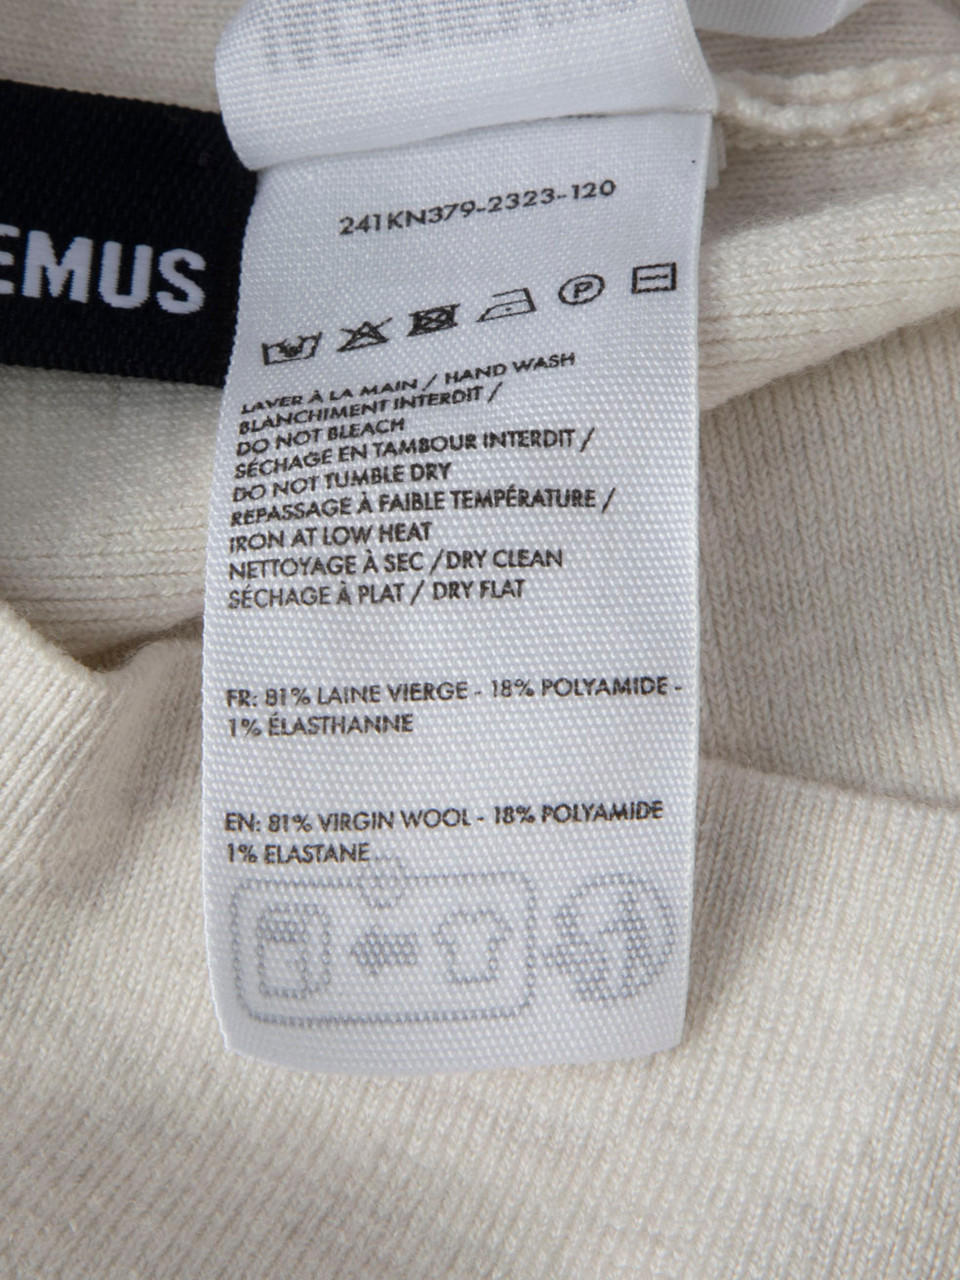 EMUS
241KN379-2323-120
P
LAVER À LA MAIN / HAND WASH
BLANCHIMENT INTERDIT /
DO NOT BLEACH
SÉCHAGE EN TAMBOUR INTERDIT /
DO NOT TUMBLE DRY
REPASSAGE À FAIBLE TEMPÉRATURE /
IRON AT LOW HEAT
NETTOYAGE À SEC /DRY CLEAN
SÉCHAGE À PLAT / DRY FLAT
FR: 81% LAINE VIERGE - 18% POLYAMIDE -
1% ÉLASTHANNE
EN: 81% VIRGIN WOOL - 18% POLYAMIDE
1% ELASTANE